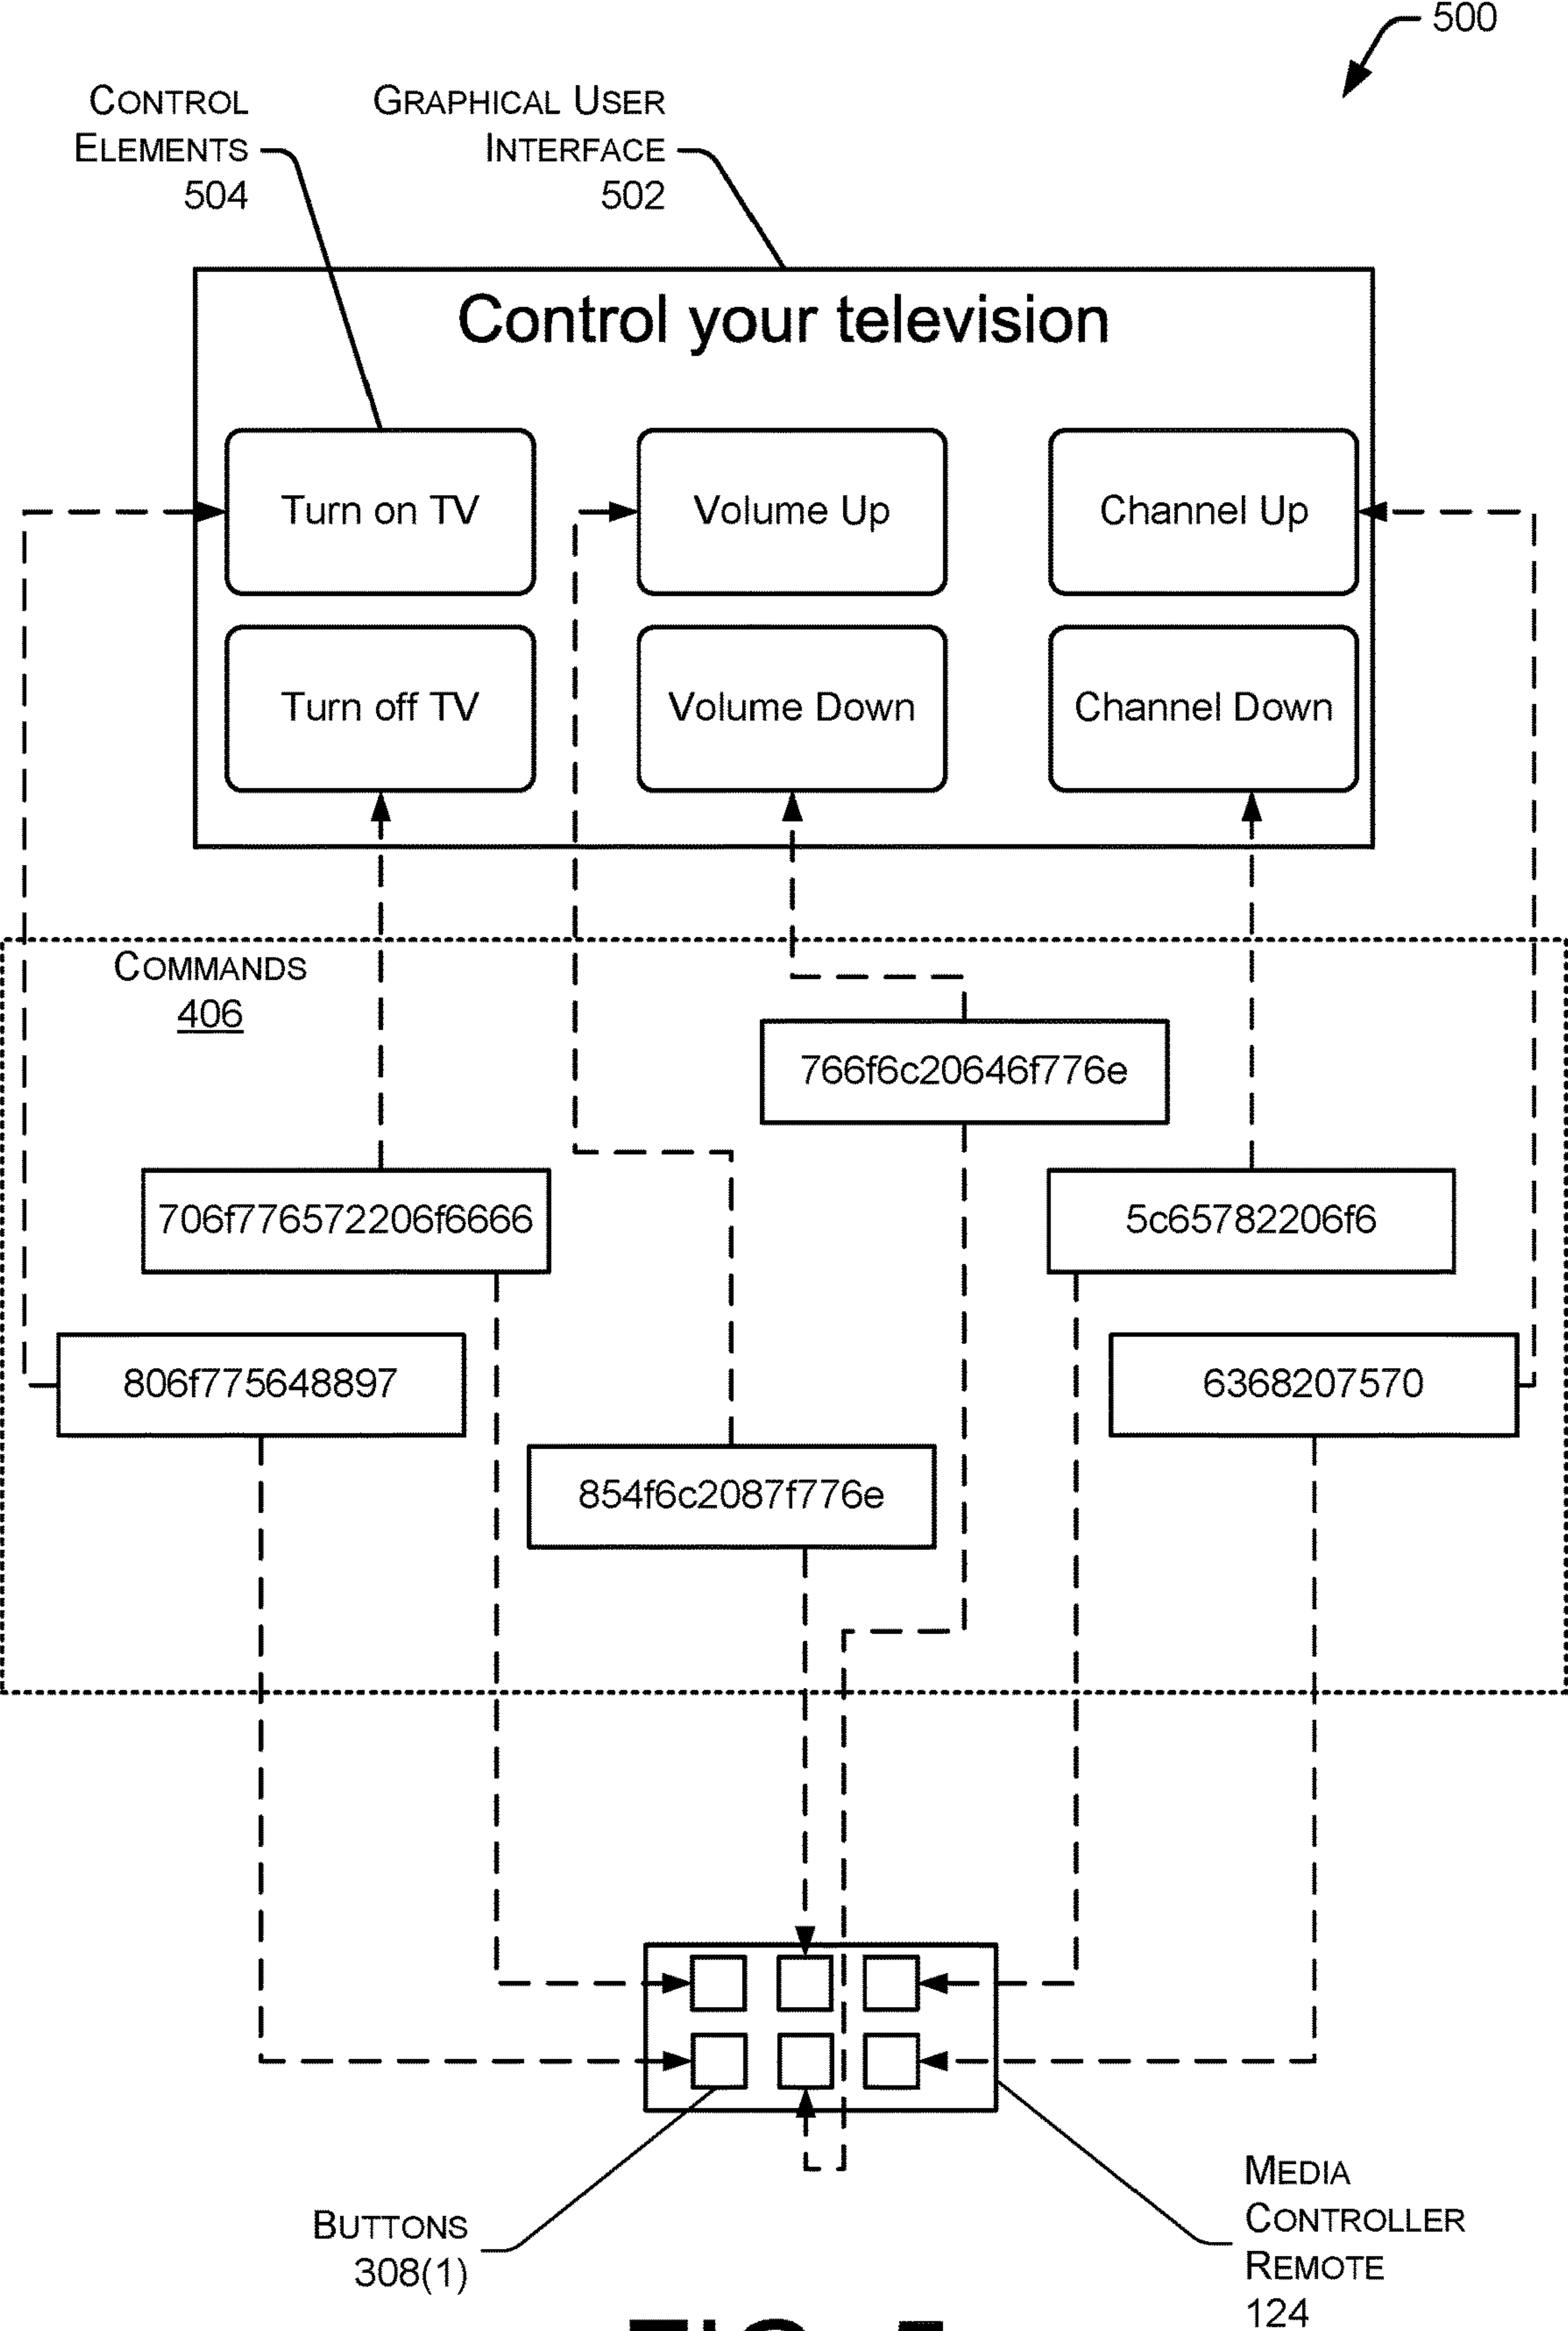 500
CONTROL
ELEMENTS
504
GRAPHICAL USER
INTERFACE
502
Control your television
Turn on TV
Volume Up
Channel Up
Turn off TV
Volume Down
Channel Down
COMMANDS
406
766f6c20646f776e
706f776572206f6666
5c65782206f6
806f775648897
6368207570
854f6c2087f776e
BUTTONS
308(1)
MEDIA
CONTROLLER
REMOTE
124